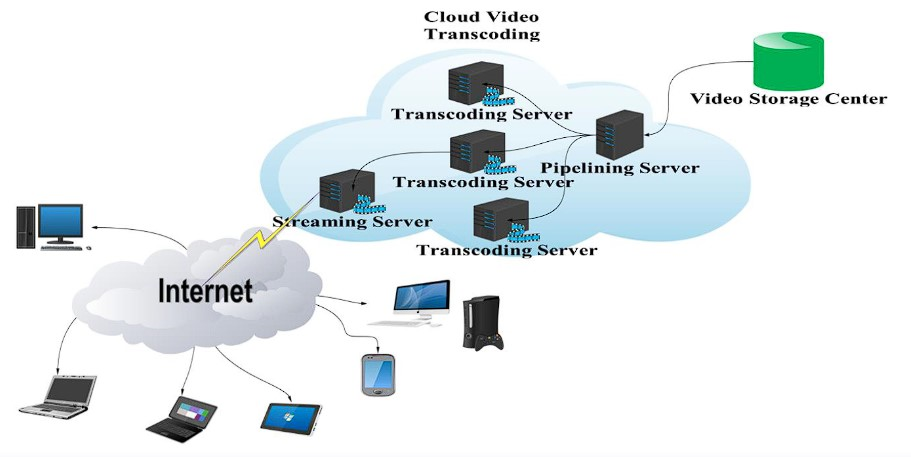 Cloud Video
Transcoding
Transcoding Server
Video Storage Center
Pipelining Server
Transcoding Server
Streaming Server
Transcoding Server
Internet